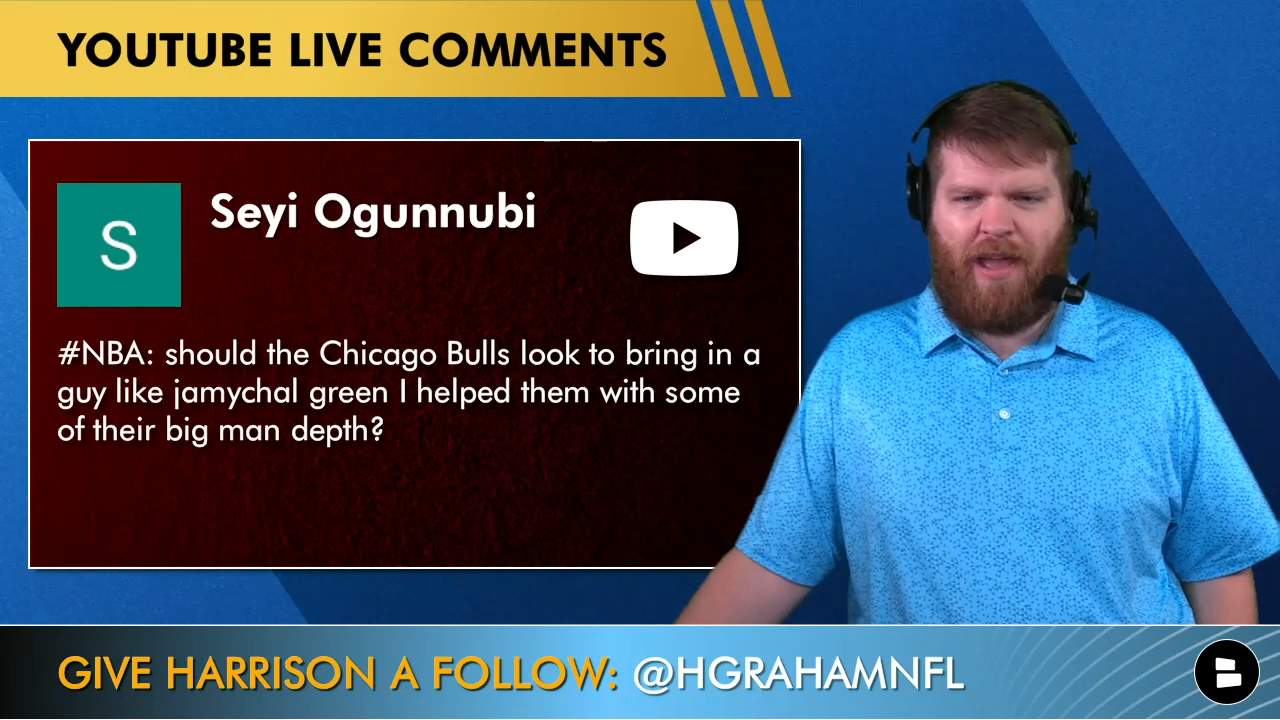 YOUTUBE LIVE COMMENTS
S
Seyi Ogunnubi
#NBA: should the Chicago Bulls look to bring in a
guy like jamychal green I helped them with some
of their big man depth?
GIVE HARRISON A FOLLOW: @HGRAHAMNFL